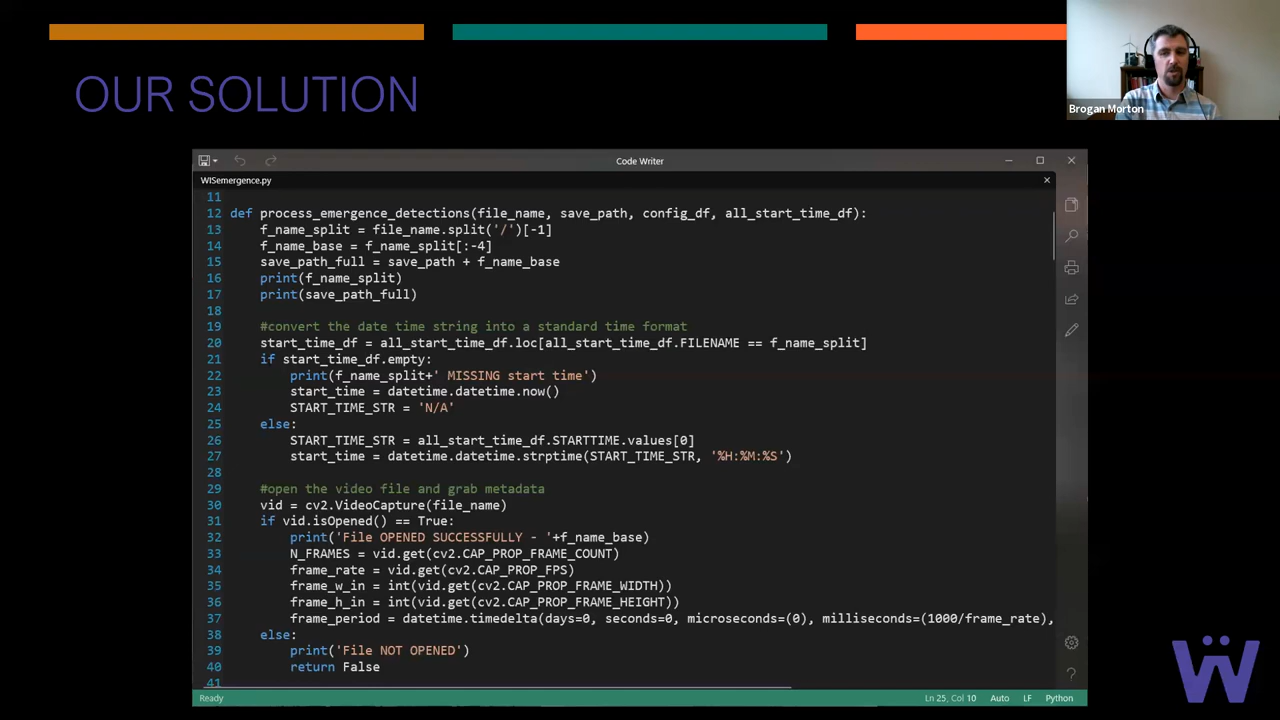 OUR SOLUTION
Brogan Morton
Code Writer
WISemergence.py
11
12 def process_emergence_detections(file_name, save_path, config_df, all_start_time_df):
13 f_name_split = file_name.split('/')[-1]
14 f_name_base = f_name_split[:-4]
15 save_path_full = save_path + f_name_base
16 print(f_name_split)
17 print(save_path_full)
18
19 #convert the date time string into a standard time format
20 start_time_df = all_start_time_df.loc[all_start_time_df.FILENAME == f_name_split]
21 if start_time_df.empty:
22 print(f_name_split+' MISSING start time')
23 start_time = datetime.datetime.now()
24 START_TIME_STR = 'N/A'
25 else:
26 START_TIME_STR = all_start_time_df.STARTTIME.values[0]
27 start_time = datetime.datetime.strptime(START_TIME_STR, '%H:%M:%S')
28
29 #open the video file and grab metadata
30 vid = cv2.VideoCapture(file_name)
31 if vid.isOpened() == True:
32 print('File OPENED SUCCESSFULLY - '+f_name_base)
33 N_FRAMES = vid.get(cv2.CAP_PROP_FRAME_COUNT)
34 frame_rate = vid.get(cv2.CAP_PROP_FPS)
35 frame_w_in = int(vid.get(cv2.CAP_PROP_FRAME_WIDTH))
36 frame_h_in = int(vid.get(cv2.CAP_PROP_FRAME_HEIGHT))
37 frame_period = datetime.timedelta(days=0, seconds=0, microseconds=(0), milliseconds=(1000/frame_rate),
38 else:
39 print('File NOT OPENED')
40 return False
41
Ready Ln 25, Col 10 Auto LF Python